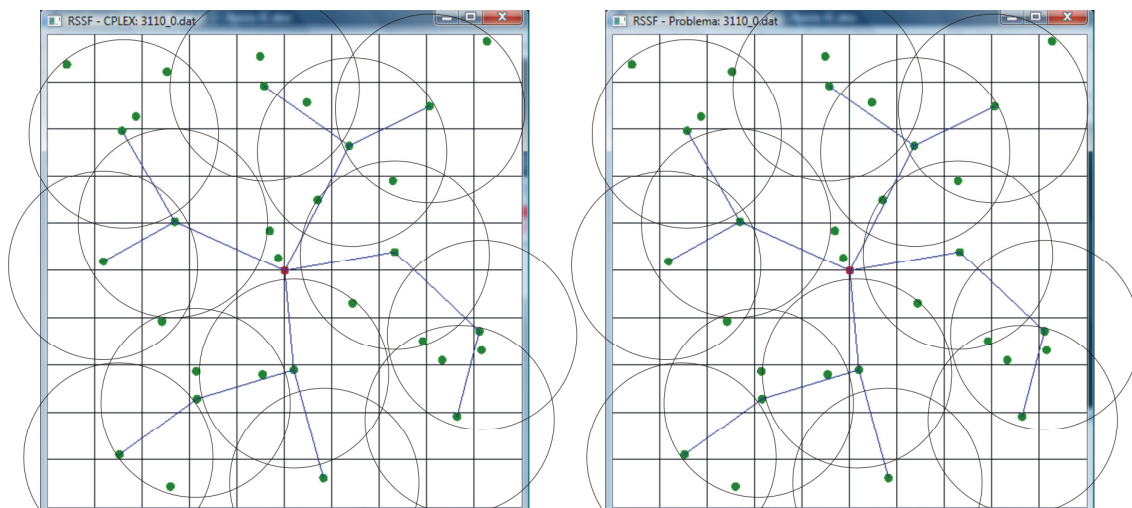 RSSF - CPLEX: 3110_0.dat
RSSF - Problema: 3110_0.dat